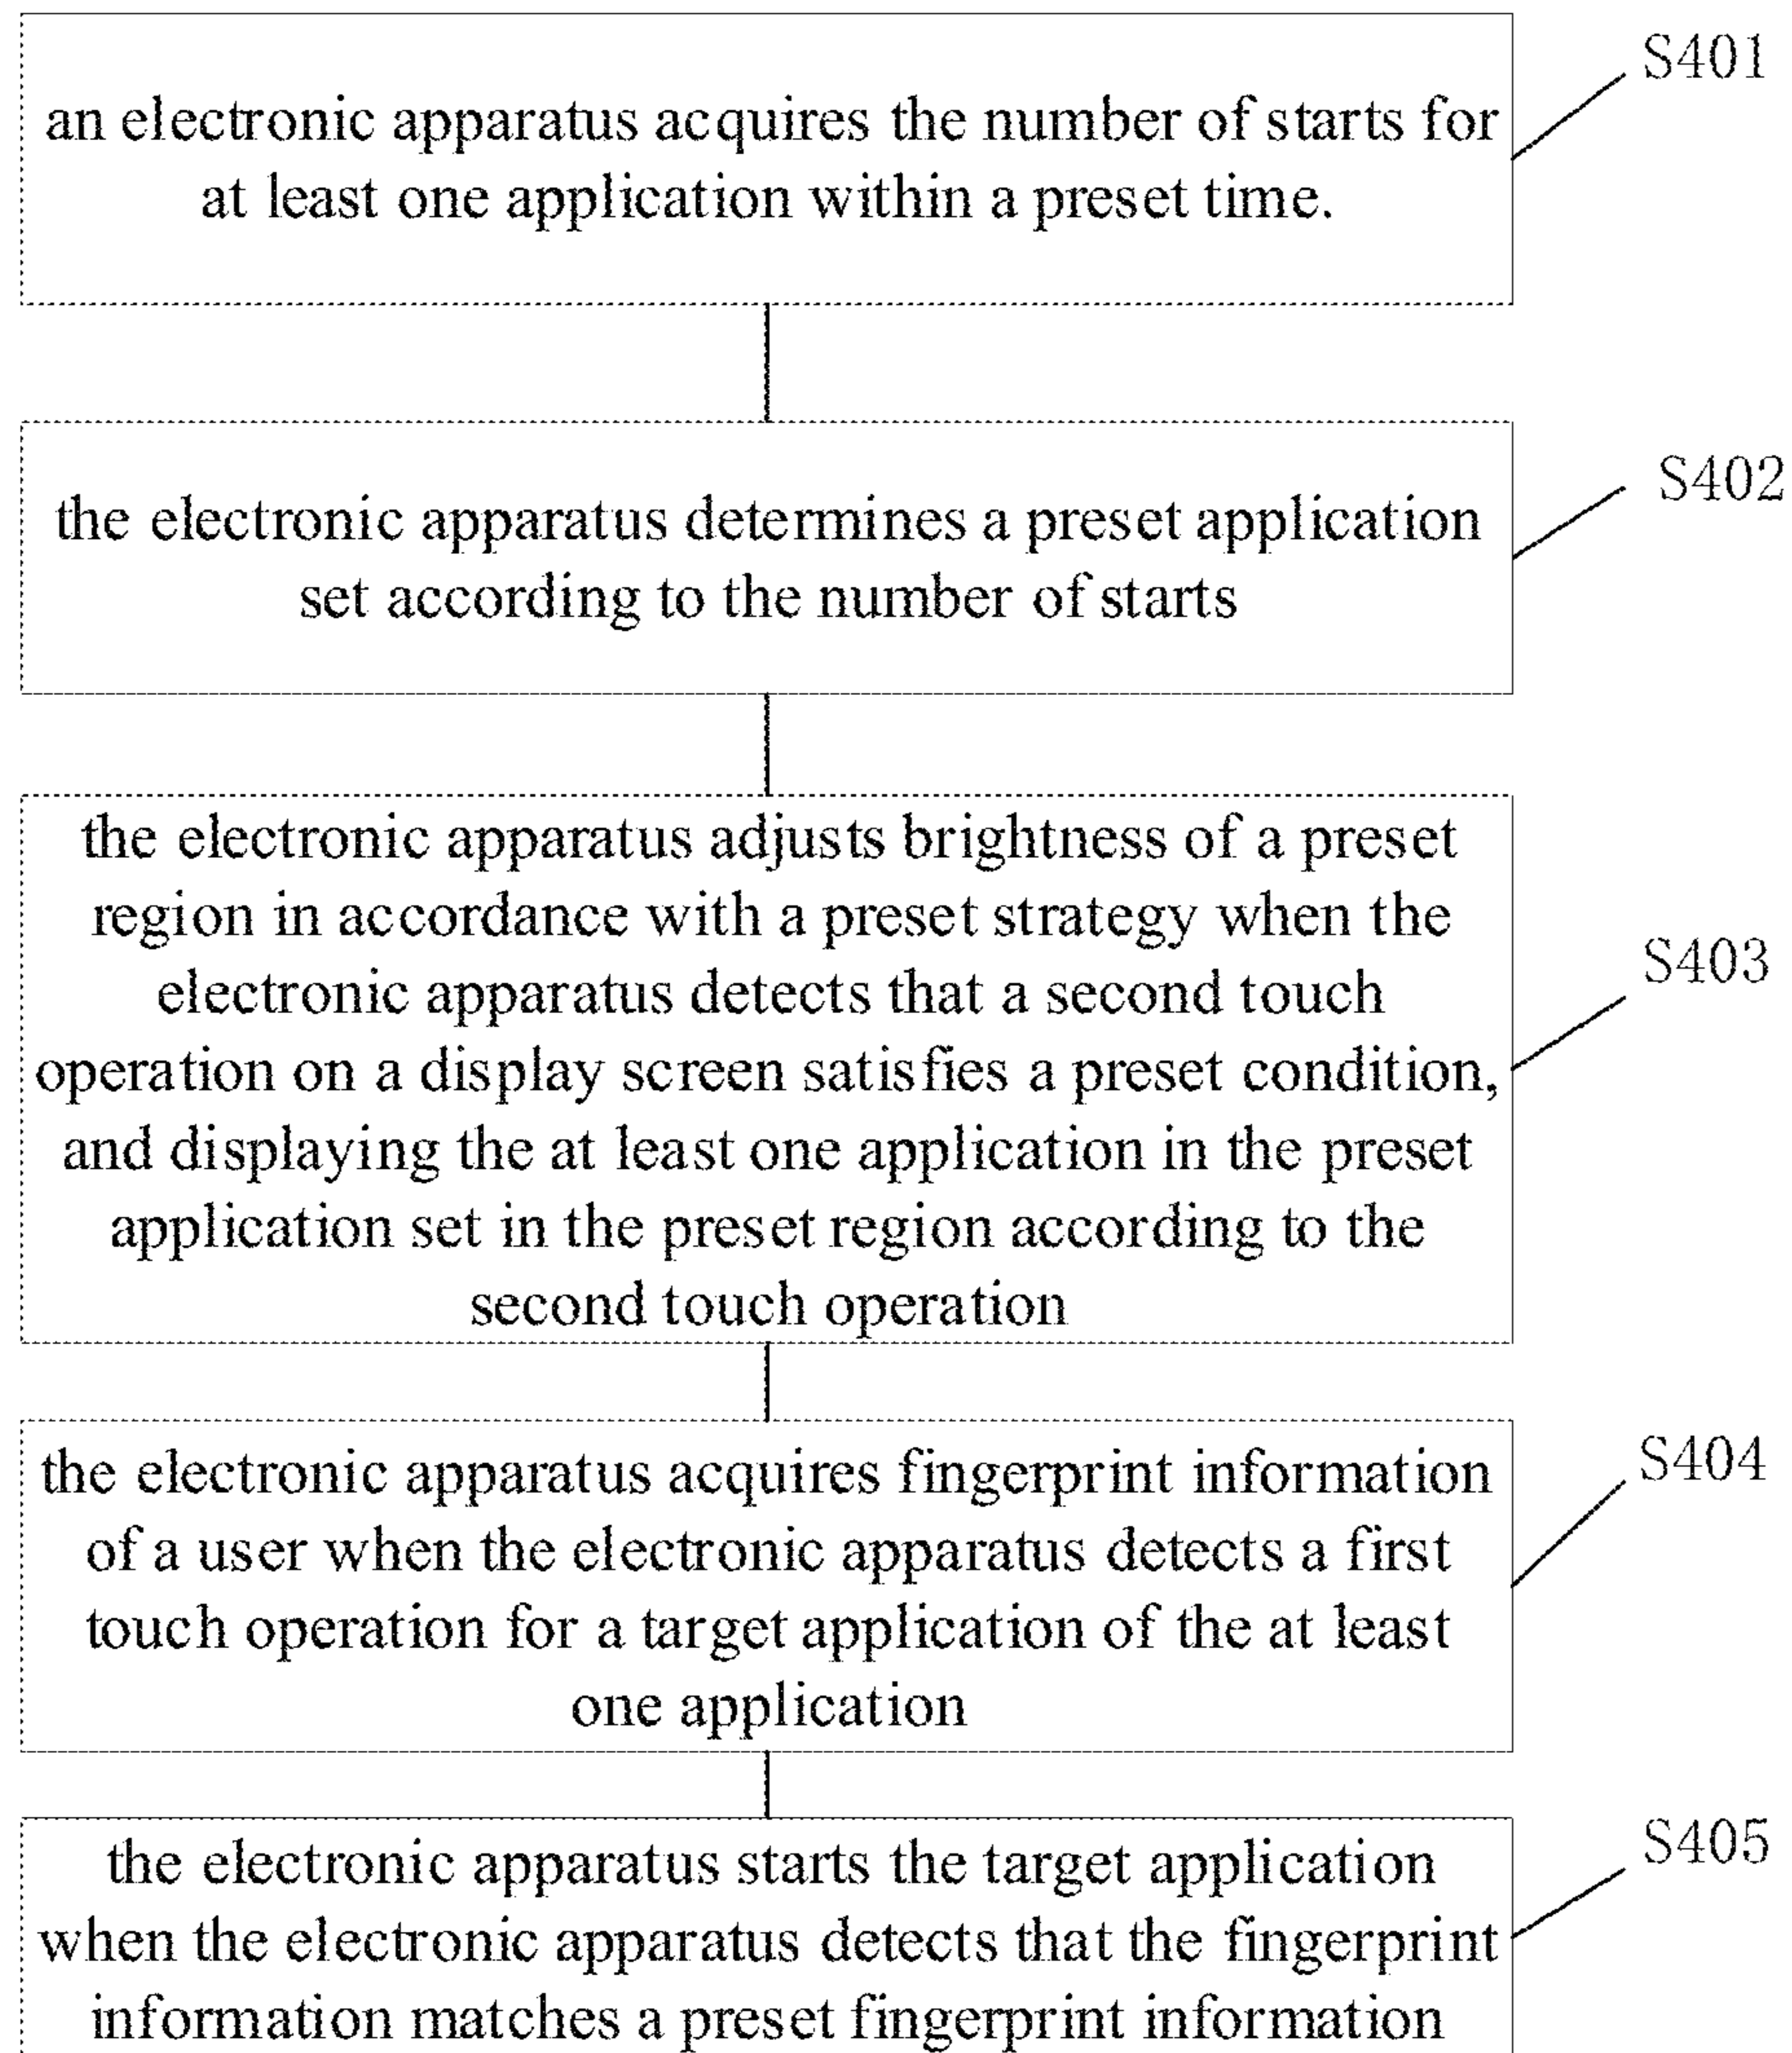 S401
an electronic apparatus acquires the number of starts for
at least one application within a preset time.
S402
the electronic apparatus determines a preset application
set according to the number of starts
the electronic apparatus adjusts brightness of a preset
region in accordance with a preset strategy when the
S403
electronic apparatus detects that a second touch
operation on a display screen satisfies a preset condition,
and displaying the at least one application in the preset
application set in the preset region according to the
second touch operation
S404
the electronic apparatus acquires fingerprint information
of a user when the electronic apparatus detects a first
touch operation for a target application of the at least
one application
S405
the electronic apparatus starts the target application
when the electronic apparatus detects that the fingerprint
information matches a preset fingerprint information